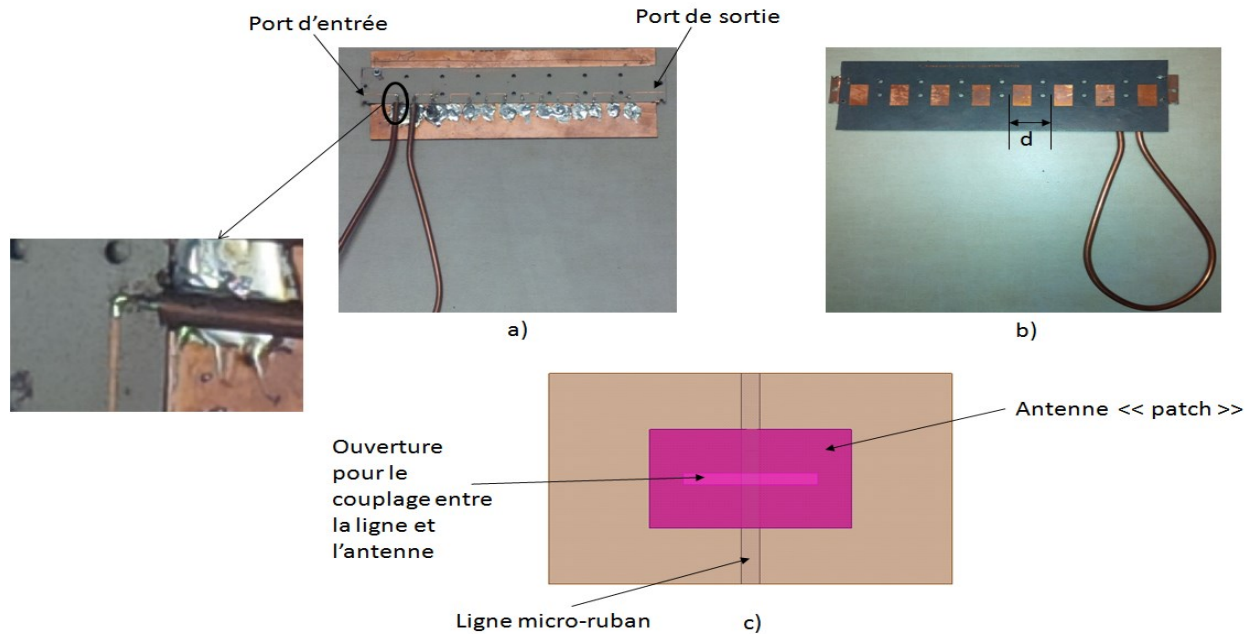 Port d'entrée
Port de sortie
d
a)
b)
Antenne << patch >>
Ouverture
pour le
couplage entre
la ligne et
l'antenne
Ligne micro-ruban
c)